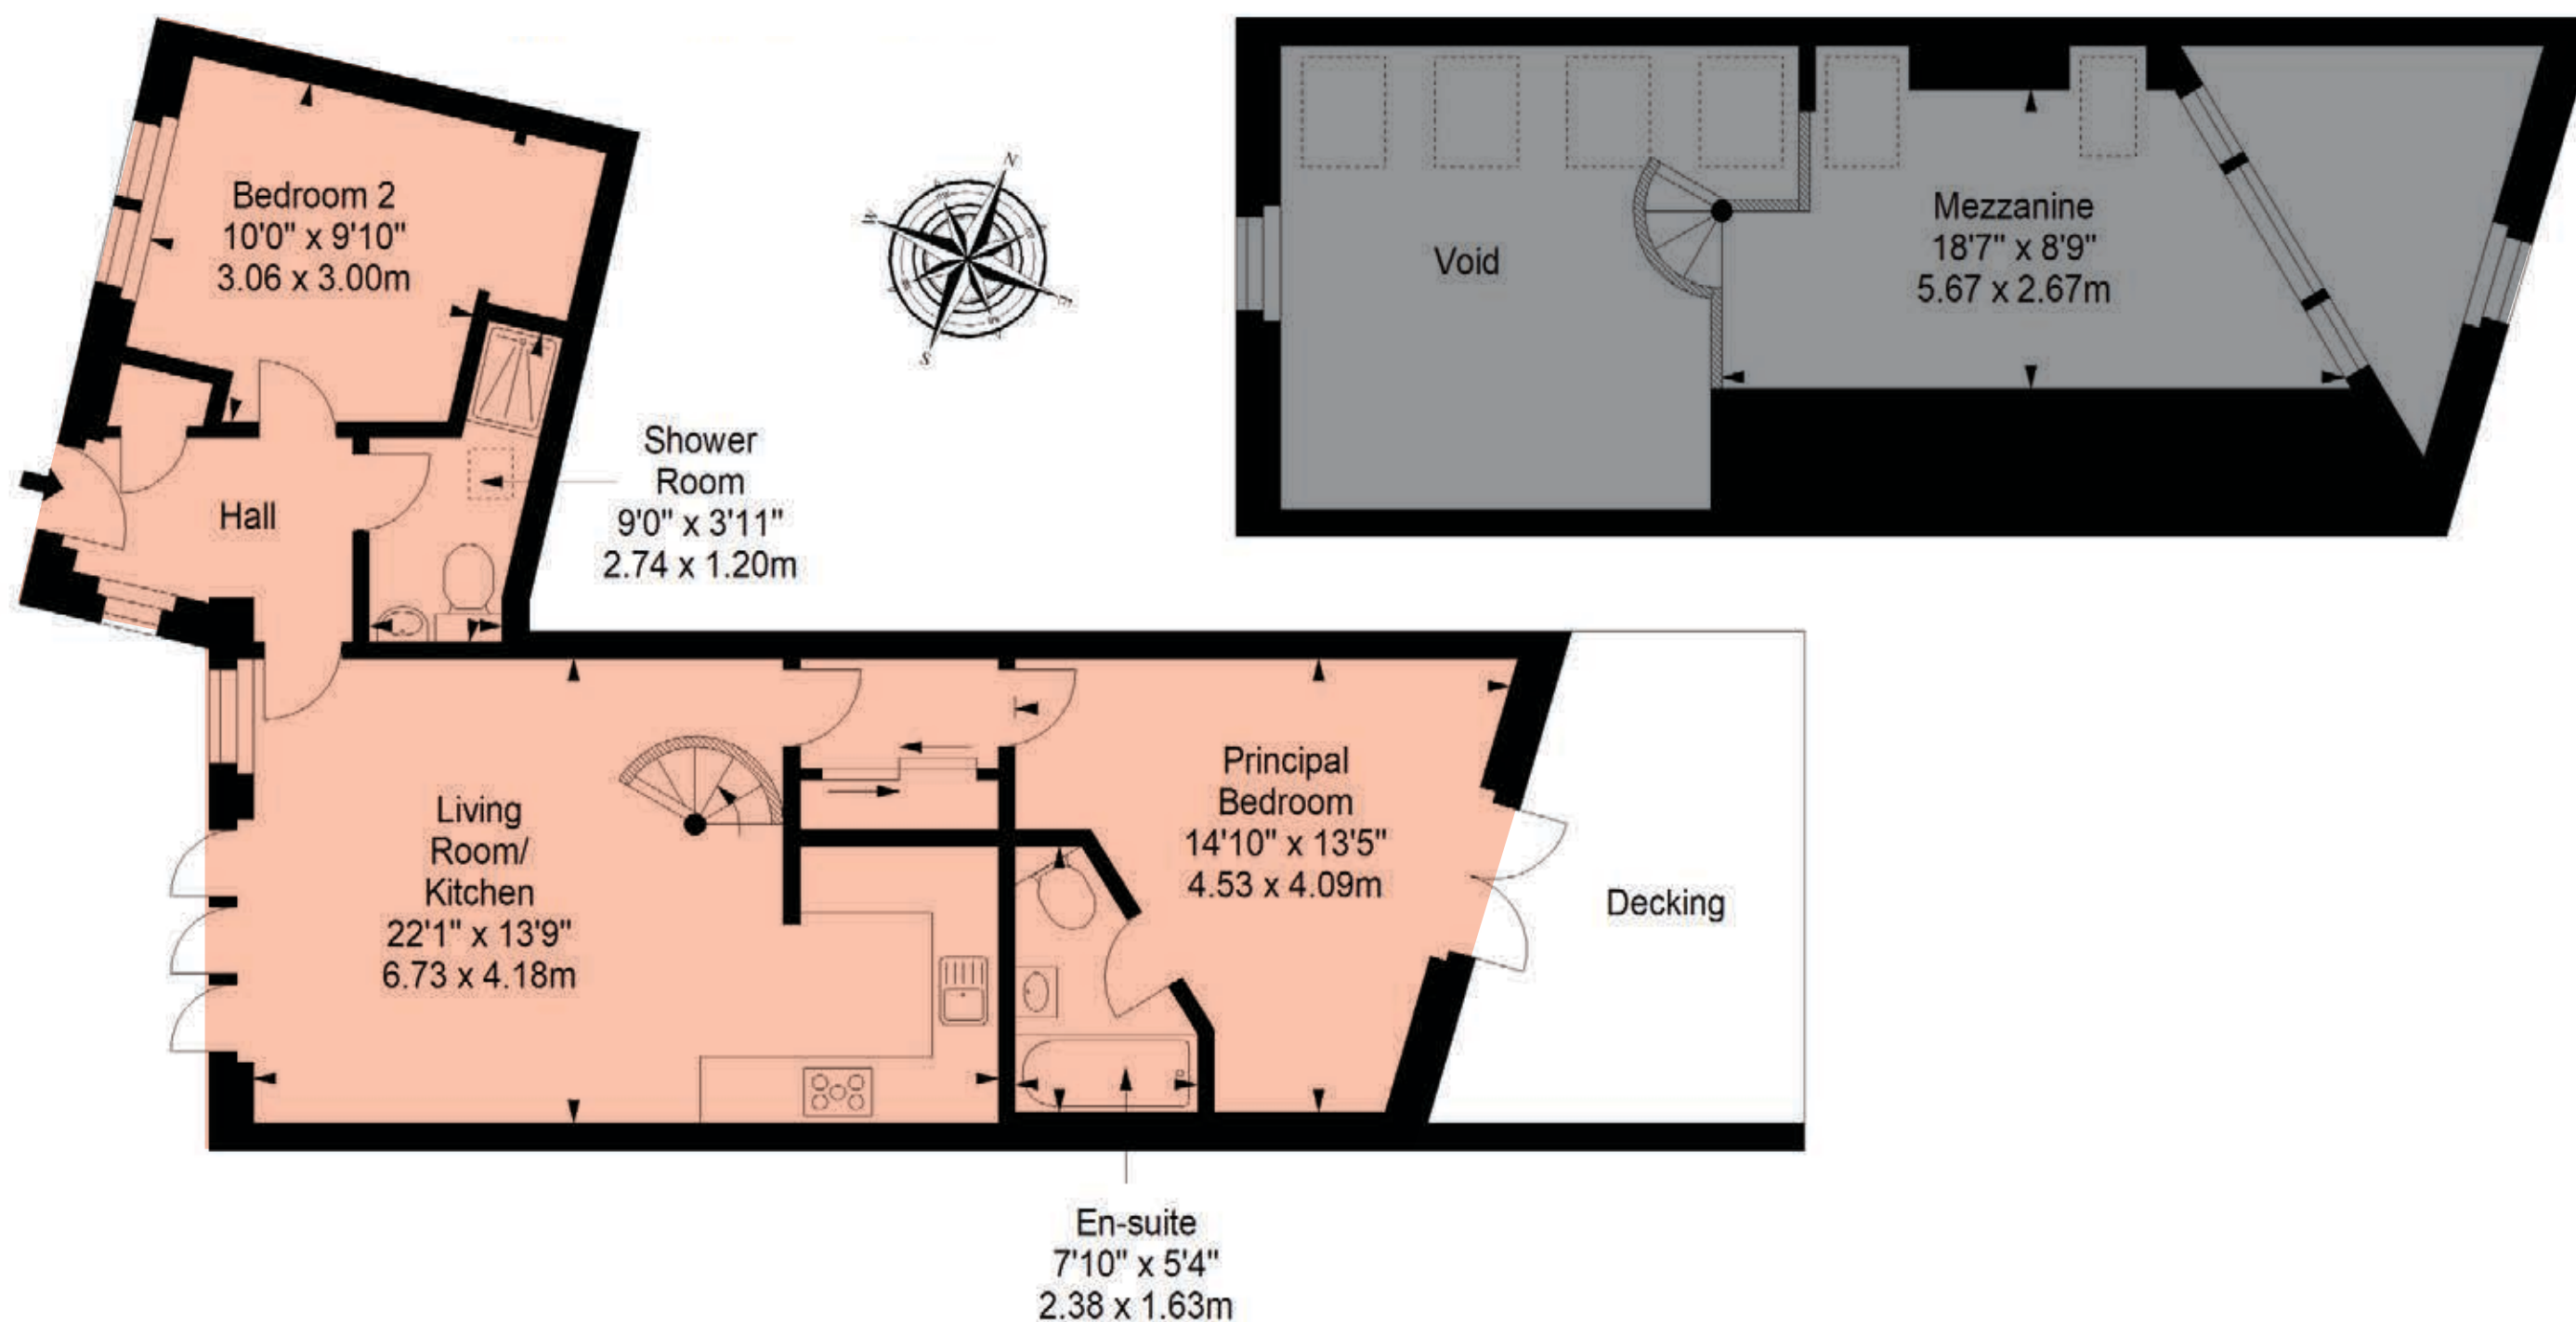 Bedroom 2
10'0" x 9'10"
3.06 x 3.00m
N
W
E
S
Void
Mezzanine
18'7" x 8'9"
5.67 x 2.67m
Shower
Room
9'0" x 3'11"
2.74 x 1.20m
Hall
Living
Room/
Kitchen
22'1" x 13'9"
6.73 x 4.18m
Principal
Bedroom
14'10" x 13'5"
4.53 x 4.09m
Decking
En-suite
7'10" x 5'4"
2.38 x 1.63m